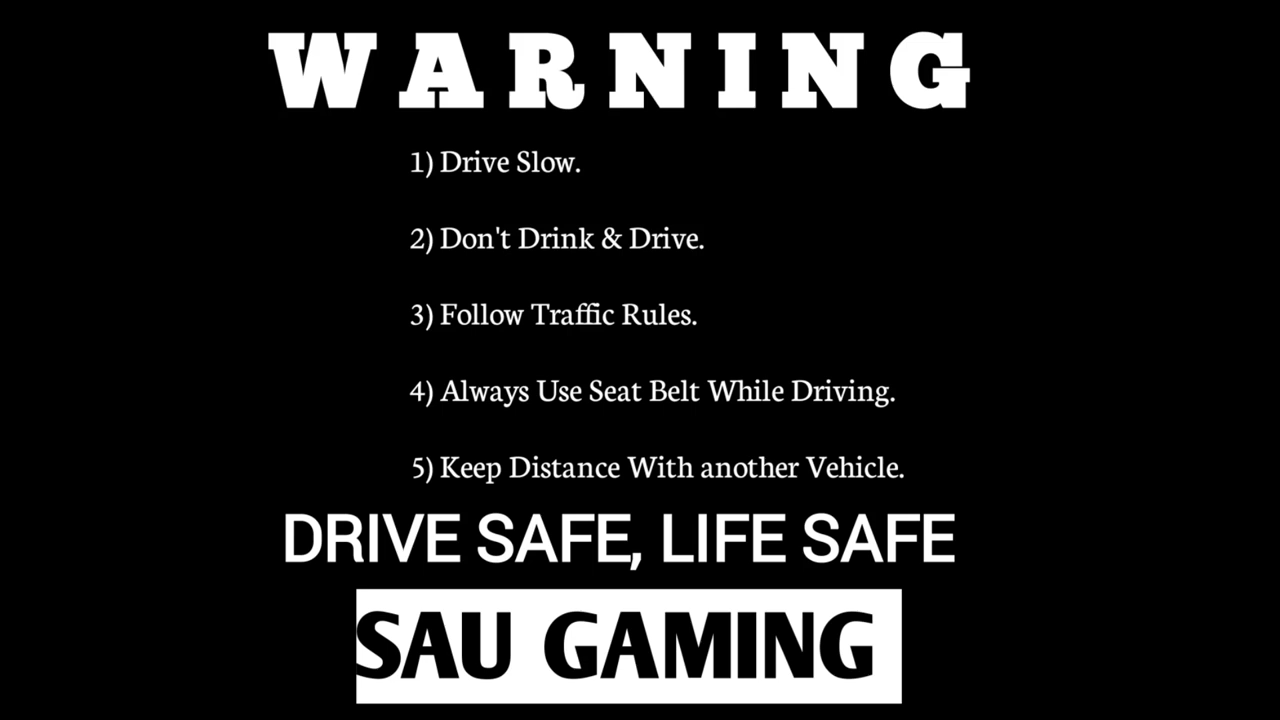 WARNING
1) Drive Slow.
2) Don't Drink & Drive.
3) Follow Traffic Rules.
4) Always Use Seat Belt While Driving.
5) Keep Distance With another Vehicle.
DRIVE SAFE, LIFE SAFE
SAU GAMING